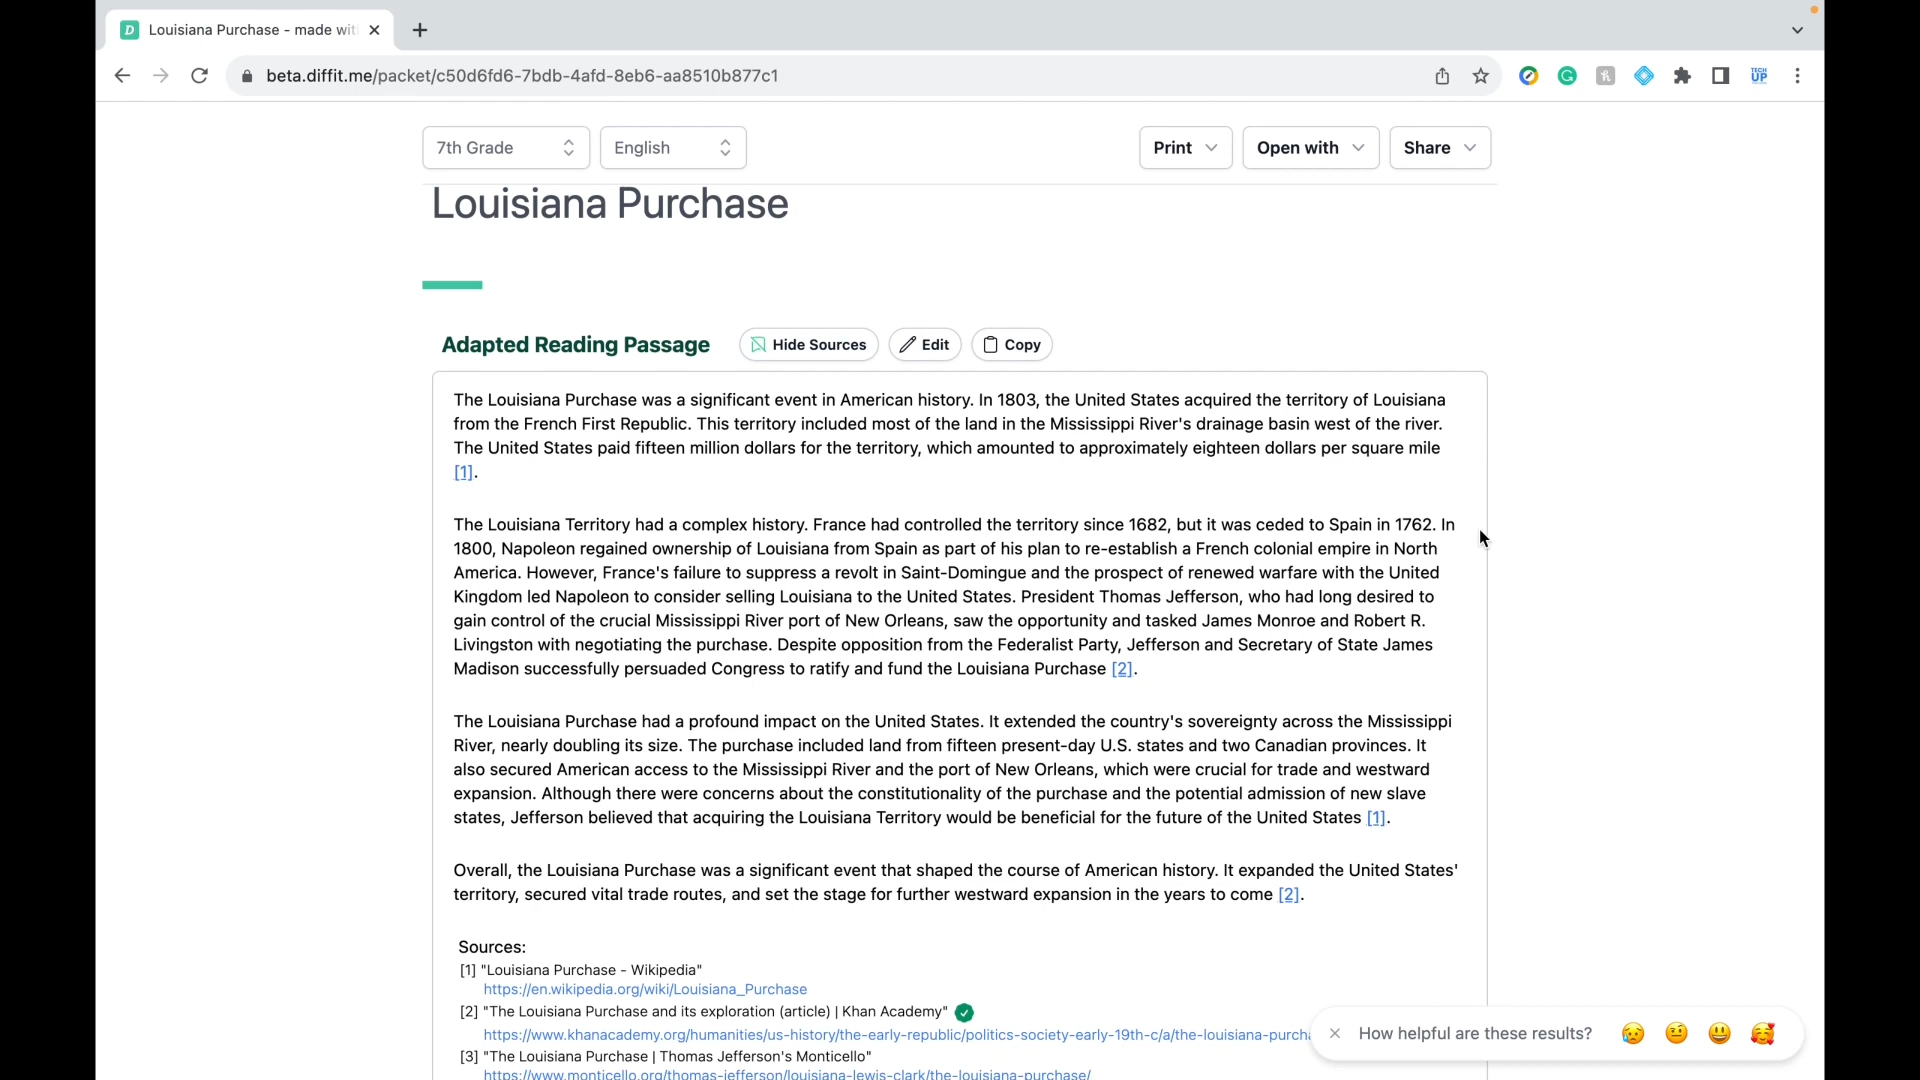 Louisiana Purchase - made wit
beta.diffit.me/packet/c50d6fd6-7bdb-4afd-8eb6-aa8510b877c1
TECH
UP
7th Grade
English
Print
Open with
Share
Louisiana Purchase
Adapted Reading Passage
Hide Sources
Edit
Copy
The Louisiana Purchase was a significant event in American history. In 1803, the United States acquired the territory of Louisiana
from the French First Republic. This territory included most of the land in the Mississippi River's drainage basin west of the river.
The United States paid fifteen million dollars for the territory, which amounted to approximately eighteen dollars per square mile
[1].
The Louisiana Territory had a complex history. France had controlled the territory since 1682, but it was ceded to Spain in 1762. In
1800, Napoleon regained ownership of Louisiana from Spain as part of his plan to re-establish a French colonial empire in North
America. However, France's failure to suppress a revolt in Saint-Domingue and the prospect of renewed warfare with the United
Kingdom led Napoleon to consider selling Louisiana to the United States. President Thomas Jefferson, who had long desired to
gain control of the crucial Mississippi River port of New Orleans, saw the opportunity and tasked James Monroe and Robert R.
Livingston with negotiating the purchase. Despite opposition from the Federalist Party, Jefferson and Secretary of State James
Madison successfully persuaded Congress to ratify and fund the Louisiana Purchase [2].
The Louisiana Purchase had a profound impact on the United States. It extended the country's sovereignty across the Mississippi
River, nearly doubling its size. The purchase included land from fifteen present-day U.S. states and two Canadian provinces. It
also secured American access to the Mississippi River and the port of New Orleans, which were crucial for trade and westward
expansion. Although there were concerns about the constitutionality of the purchase and the potential admission of new slave
states, Jefferson believed that acquiring the Louisiana Territory would be beneficial for the future of the United States [1].
Overall, the Louisiana Purchase was a significant event that shaped the course of American history. It expanded the United States'
territory, secured vital trade routes, and set the stage for further westward expansion in the years to come [2].
Sources:
[1] "Louisiana Purchase - Wikipedia"
https://en.wikipedia.org/wiki/Louisiana_Purchase
[2] "The Louisiana Purchase and its exploration (article) | Khan Academy"
https://www.khanacademy.org/humanities/us-history/the-early-republic/politics-society-early-19th-c/a/the-louisiana-purcha
[3] "The Louisiana Purchase | Thomas Jefferson's Monticello"
https://www.monticello.org/thomas-jefferson/louisiana-lewis-clark/the-louisiana-purchase/
How helpful are these results?